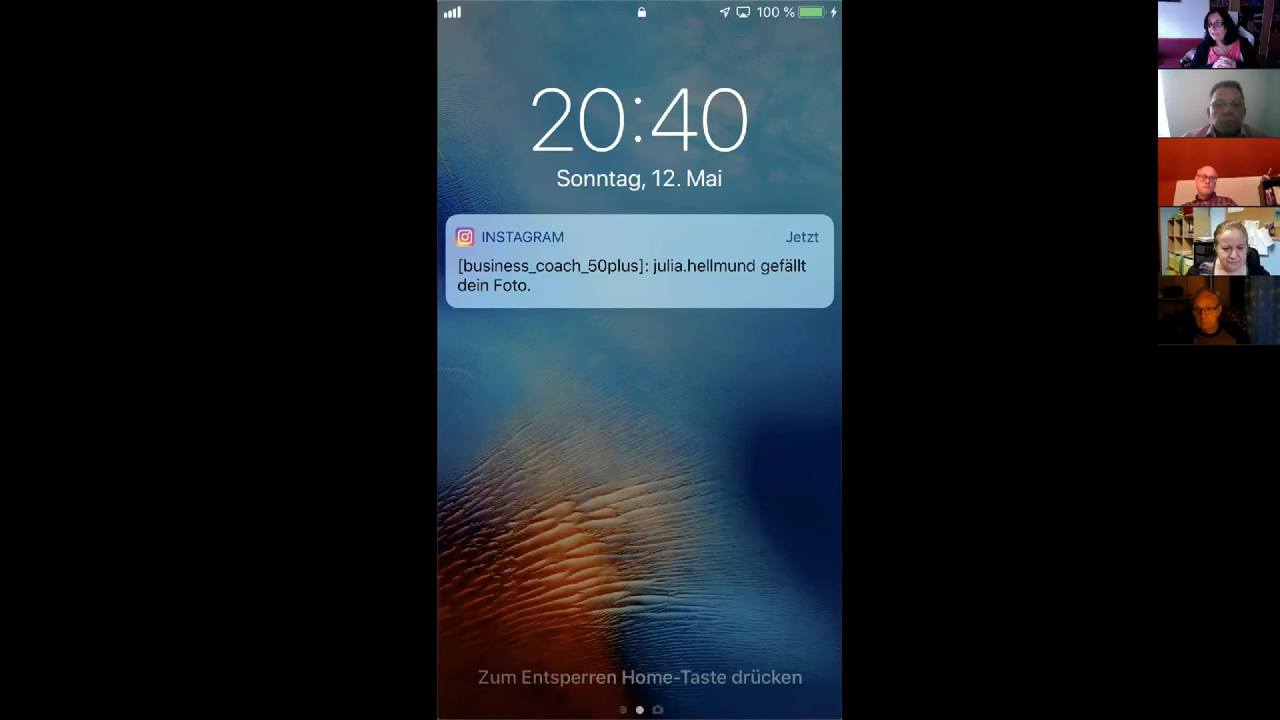 100 %
20:40
Sonntag, 12. Mai
INSTAGRAM Jetzt
[business_coach_50plus]: julia.hellmund gefällt
dein Foto.
Zum Entsperren Home-Taste drücken